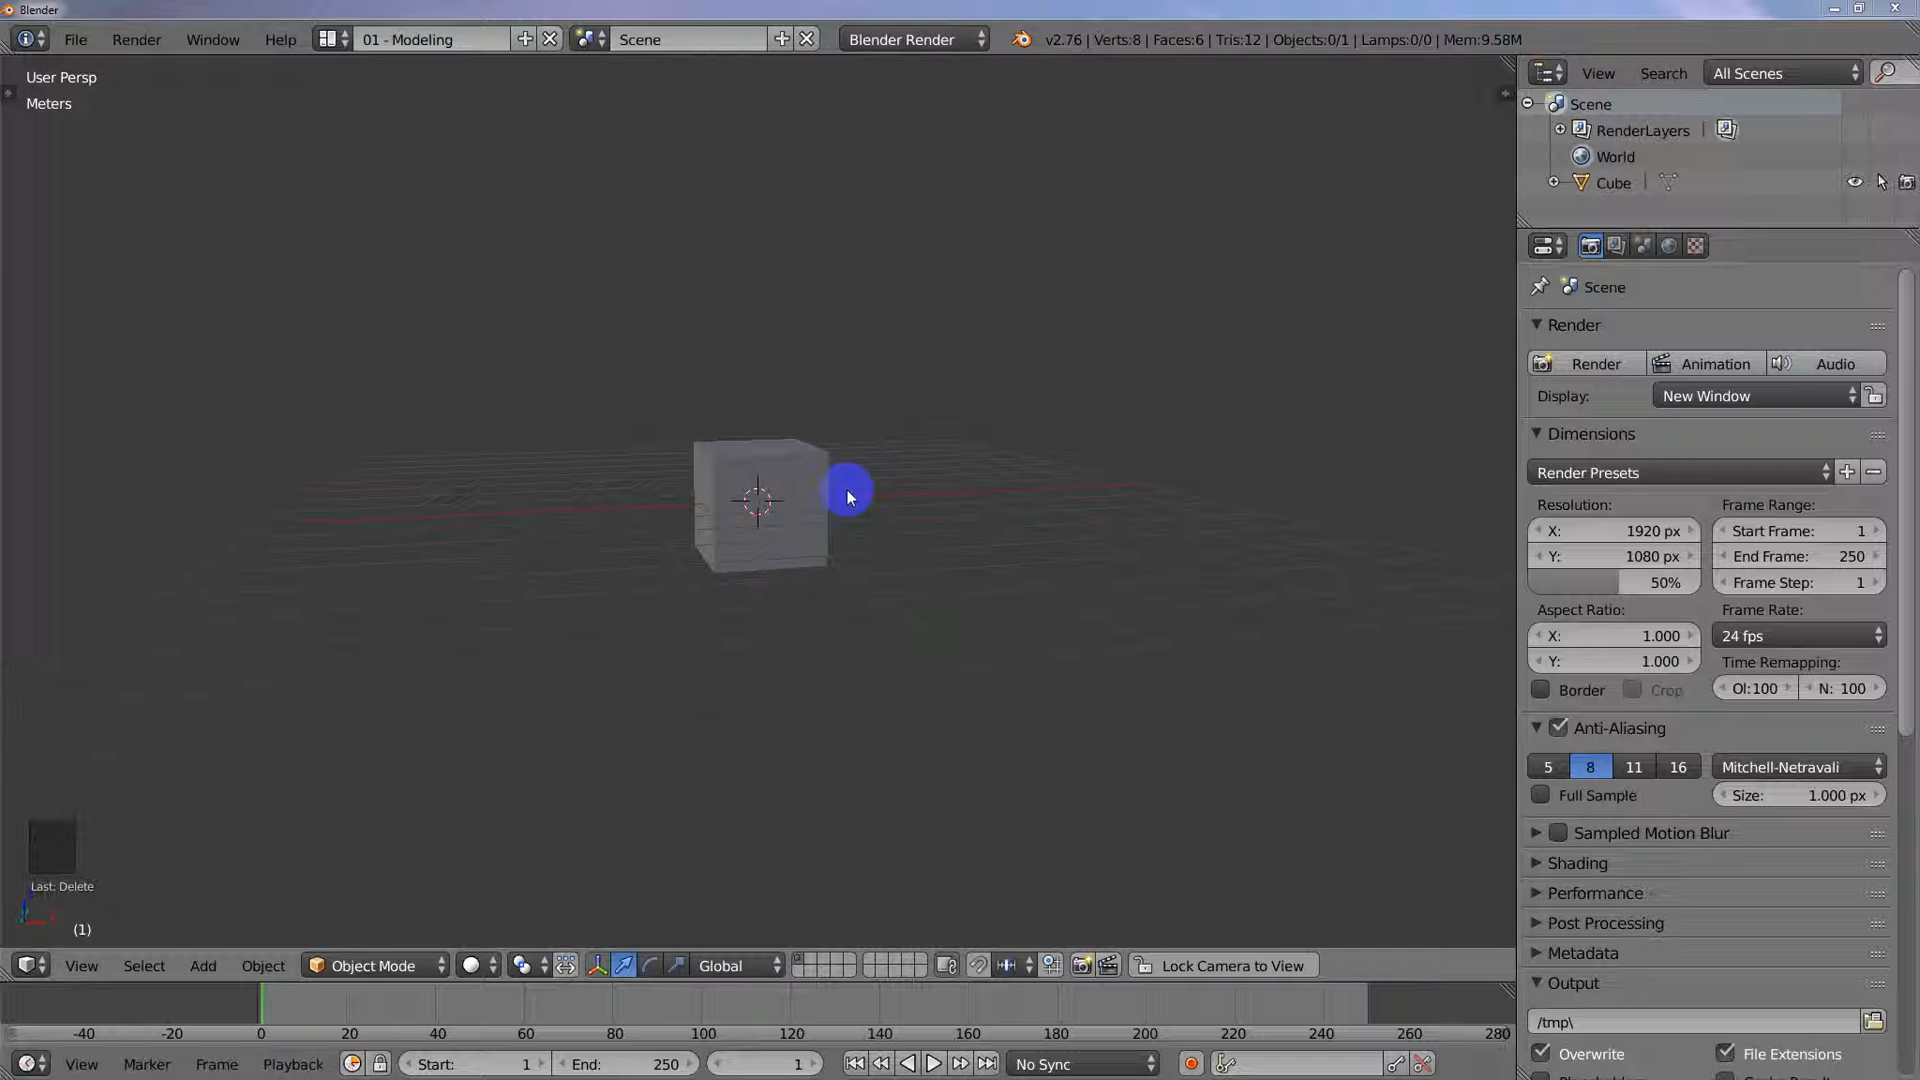 Blender
File Render Window Help 01 - Modeling Scene Blender Render v2.76 | Verts:8 | Faces:6 | Tris:12 | Objects:0/1 | Lamps:0/0 | Mem:9.58M
User Persp
Meters
View Search All Scenes
Scene
RenderLayers
World
Cube
Scene
Render
Render Animation Audio
Display: New Window
Dimensions
Render Presets
Resolution: Frame Range:
X: 1920 px Start Frame: 1
Y: 1080 px End Frame: 250
50% Frame Step: 1
Aspect Ratio: Frame Rate:
X: 1.000 24 fps
Y: 1.000 Time Remapping:
Border Crop Ol:100 N: 100
Anti-Aliasing
5 8 11 16 Mitchell-Netravali
Full Sample Size: 1.000 px
Sampled Motion Blur
Shading
Performance
Post Processing
Metadata
Output
/tmp\
Overwrite File Extensions
Last: Delete
(1)
View Select Add Object Object Mode Global Lock Camera to View
-40 -20 0 20 40 60 80 100 120 140 160 180 200 220 240 260 280
View Marker Frame Playback Start: 1 End: 250 1 No Sync